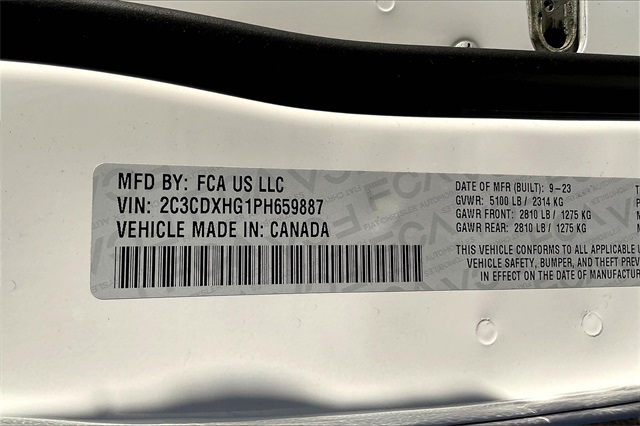 MFD BY: FCA US LLC
VIN: 2C3CDXHG1PH659887
VEHICLE MADE IN: CANADA
DATE OF MFR (BUILT): 9-23
GVWR: 5100 LB / 2314 KG
GAWR FRONT: 2810 LB / 1275 KG
GAWR REAR: 2810 LB / 1275 KG
THIS VEHICLE CONFORMS TO ALL APPLICABLE
VEHICLE SAFETY, BUMPER, AND THEFT
IN EFFECT ON THE DATE OF